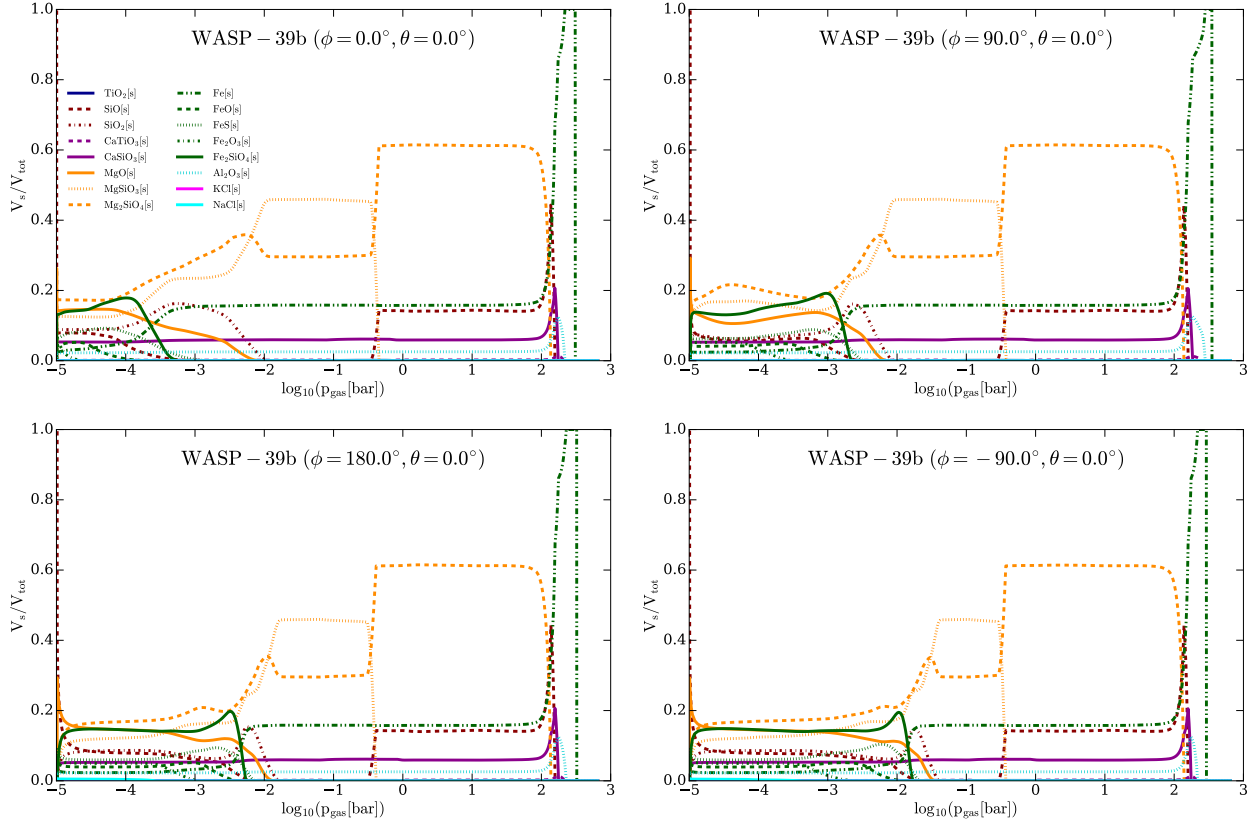 WASP – 39b (ϕ = 0.0°, θ = 0.0°)
TiO₂[s]
SiO[s]
SiO₂[s]
CaTiO₃[s]
CaSiO₃[s]
MgO[s]
MgSiO₃[s]
Mg₂SiO₄[s]
Fe[s]
FeO[s]
FeS[s]
Fe₂O₃[s]
Fe₂SiO₄[s]
Al₂O₃[s]
KCl[s]
NaCl[s]
Vₛ/Vₜₒₜ
1.0
0.8
0.6
0.4
0.2
0.0
−5 −4 −3 −2 −1 0 1 2 3
log₁₀(p_gas[bar])
WASP – 39b (ϕ = 90.0°, θ = 0.0°)
1.0
0.8
0.6
0.4
0.2
0.0
Vₛ/Vₜₒₜ
−5 −4 −3 −2 −1 0 1 2 3
log₁₀(p_gas[bar])
WASP – 39b (ϕ = 180.0°, θ = 0.0°)
1.0
0.8
0.6
0.4
0.2
0.0
Vₛ/Vₜₒₜ
−5 −4 −3 −2 −1 0 1 2 3
log₁₀(p_gas[bar])
WASP – 39b (ϕ = − 90.0°, θ = 0.0°)
1.0
0.8
0.6
0.4
0.2
0.0
Vₛ/Vₜₒₜ
−5 −4 −3 −2 −1 0 1 2 3
log₁₀(p_gas[bar])